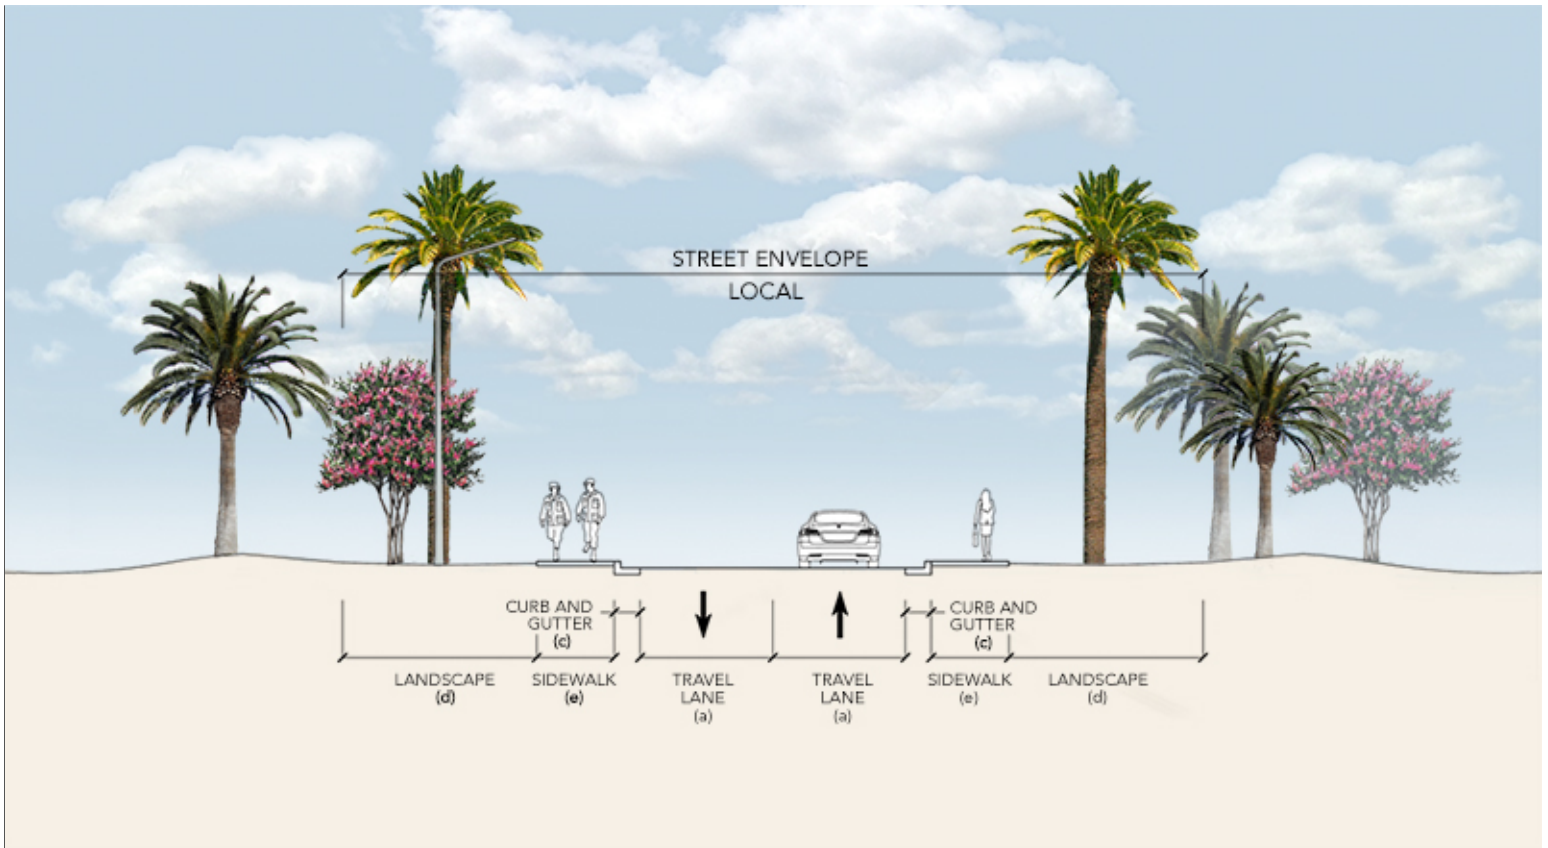 STREET ENVELOPE
LOCAL
CURB AND
GUTTER
(c)
CURB AND
GUTTER
(c)
LANDSCAPE
(d)
SIDEWALK
(e)
TRAVEL
LANE
(a)
TRAVEL
LANE
(a)
SIDEWALK
(e)
LANDSCAPE
(d)